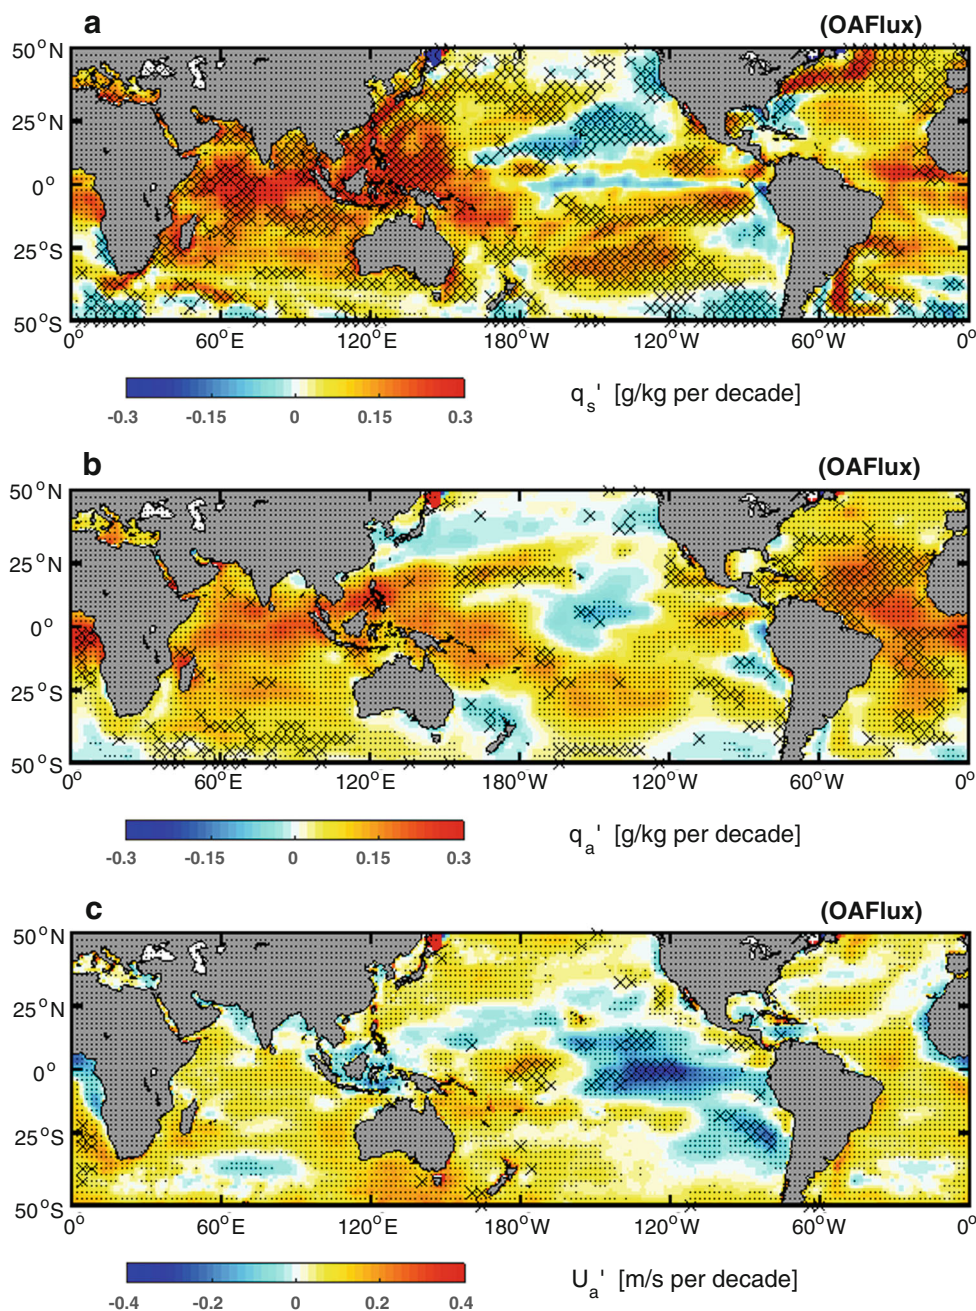 a (OAFlux)
50°N
25°N
0°
25°S
50°S
0° 60°E 120°E 180°W 120°W 60°W 0°
-0.3 -0.15 0 0.15 0.3
q_s' [g/kg per decade]
b (OAFlux)
50°N
25°N
0°
25°S
50°S
0° 60°E 120°E 180°W 120°W 60°W 0°
-0.3 -0.15 0 0.15 0.3
q_a' [g/kg per decade]
c (OAFlux)
50°N
25°N
0°
25°S
50°S
0° 60°E 120°E 180°W 120°W 60°W 0°
-0.4 -0.2 0 0.2 0.4
U_a' [m/s per decade]